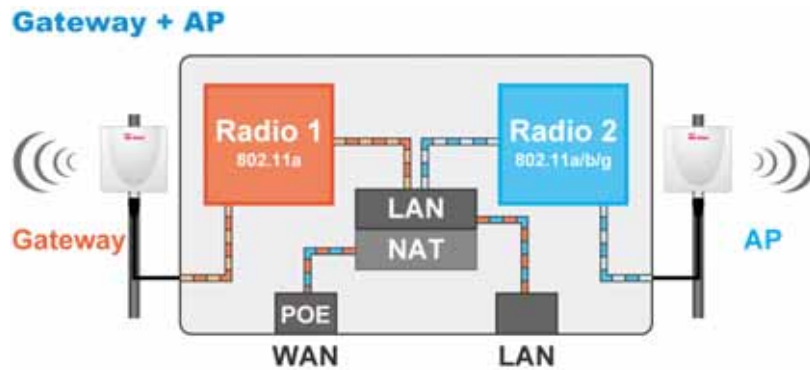 Gateway + AP
Radio 1
802.11a
Radio 2
802.11a/b/g
LAN
NAT
Gateway
AP
POE
WAN
LAN